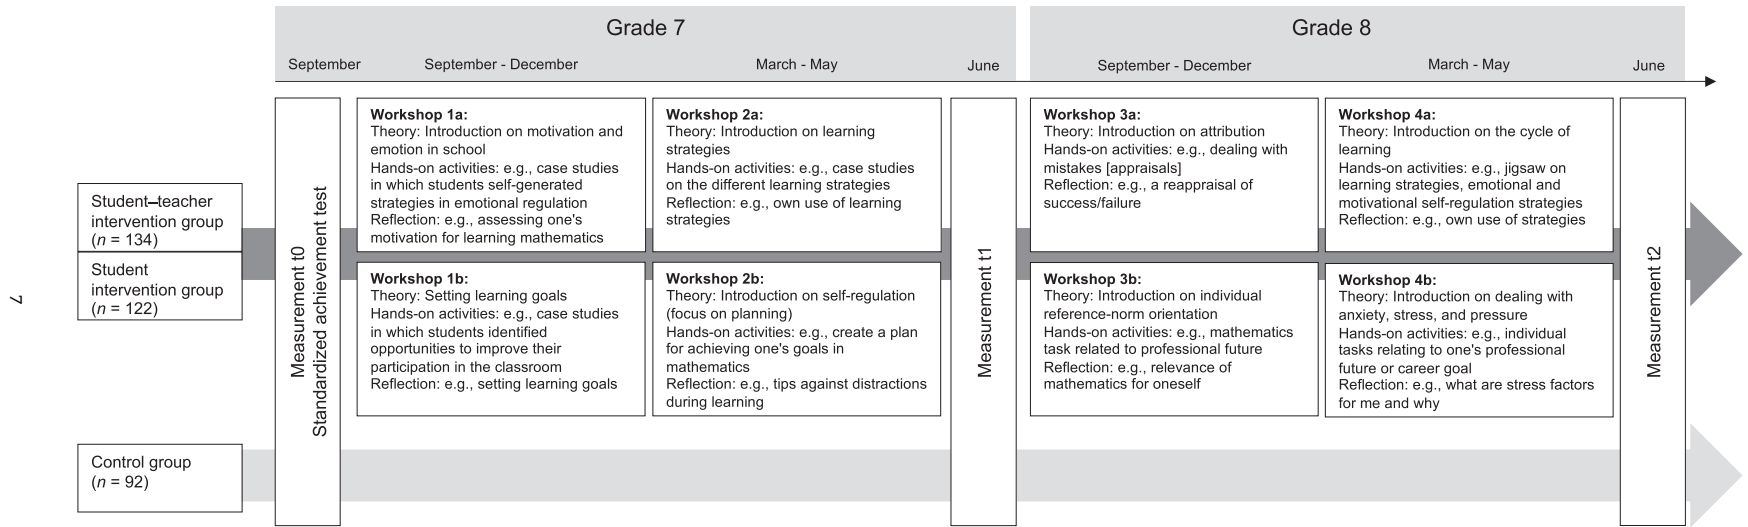 Grade 7
Grade 8
September
September - December
March - May
June
September - December
March - May
June
Student–teacher
intervention group
(n = 134)
Student
intervention group
(n = 122)
Control group
(n = 92)
Measurement t0
Standardized achievement test
Workshop 1a:
Theory: Introduction on motivation and
emotion in school
Hands-on activities: e.g., case studies
in which students self-generated
strategies in emotional regulation
Reflection: e.g., assessing one's
motivation for learning mathematics
Workshop 1b:
Theory: Setting learning goals
Hands-on activities: e.g., case studies
in which students identified
opportunities to improve their
participation in the classroom
Reflection: e.g., setting learning goals
Workshop 2a:
Theory: Introduction on learning
strategies
Hands-on activities: e.g., case studies
on the different learning strategies
Reflection: e.g., own use of learning
strategies
Workshop 2b:
Theory: Introduction on self-regulation
(focus on planning)
Hands-on activities: e.g., create a plan
for achieving one's goals in
mathematics
Reflection: e.g., tips against distractions
during learning
Measurement t1
Workshop 3a:
Theory: Introduction on attribution
Hands-on activities: e.g., dealing with
mistakes [appraisals]
Reflection: e.g., a reappraisal of
success/failure
Workshop 3b:
Theory: Introduction on individual
reference-norm orientation
Hands-on activities: e.g., mathematics
task related to professional future
Reflection: e.g., relevance of
mathematics for oneself
Workshop 4a:
Theory: Introduction on the cycle of
learning
Hands-on activities: e.g., jigsaw on
learning strategies, emotional and
motivational self-regulation strategies
Reflection: e.g., own use of strategies
Workshop 4b:
Theory: Introduction on dealing with
anxiety, stress, and pressure
Hands-on activities: e.g., individual
tasks relating to one's professional
future or career goal
Reflection: e.g., what are stress factors
for me and why
Measurement t2
7